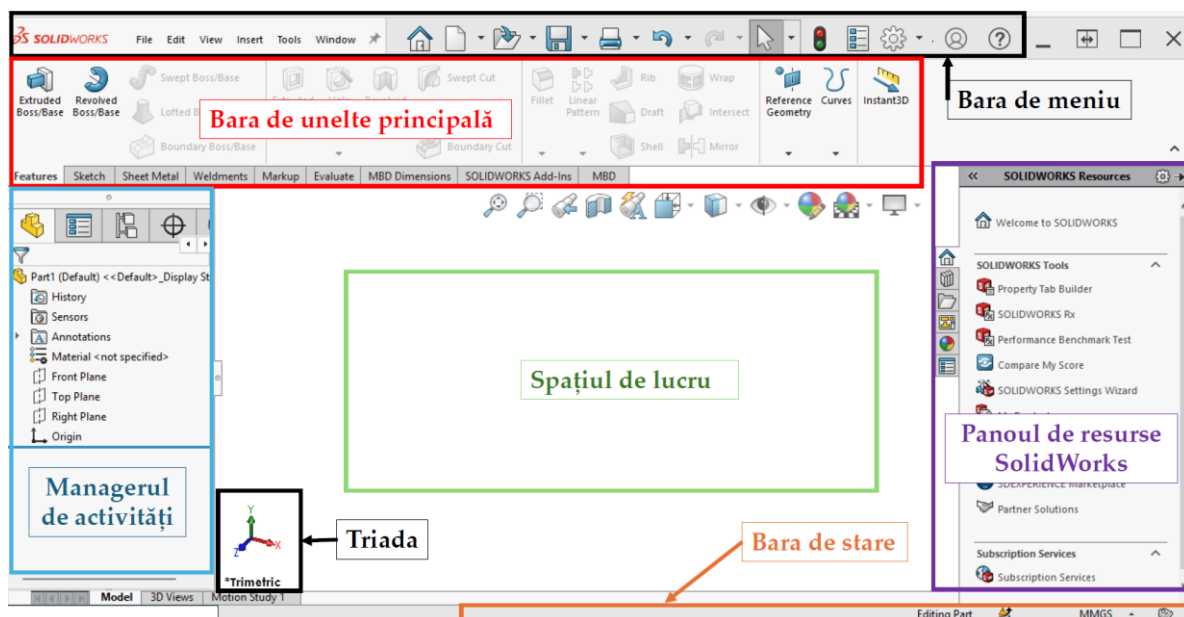 SOLIDWORKS File Edit View Insert Tools Window
Bara de meniu
Extruded Boss/Base
Revolved Boss/Base
Swept Boss/Base
Lofted
Boundary Boss/Base
Bara de unelte principală
Swept Cut
Boundary Cut
Fillet
Linear Pattern
Rib
Draft
Shell
Wrap
Intersect
Mirror
Reference Geometry
Curves
Instant3D
Features Sketch Sheet Metal Weldments Markup Evaluate MBD Dimensions SOLIDWORKS Add-Ins MBD
Part1 (Default) <<Default>_Display St
History
Sensors
Annotations
Material <not specified>
Front Plane
Top Plane
Right Plane
Origin
Managerul
de activități
Spațiul de lucru
Y
Z
X
*Trimetric
Triada
Bara de stare
SOLIDWORKS Resources
Welcome to SOLIDWORKS
SOLIDWORKS Tools
Property Tab Builder
SOLIDWORKS Rx
Performance Benchmark Test
Compare My Score
SOLIDWORKS Settings Wizard
Panoul de resurse
SolidWorks
3DEXPERIENCE Marketplace
Partner Solutions
Subscription Services
Subscription Services
Model 3D Views Motion Study 1
Editing Part MMGS